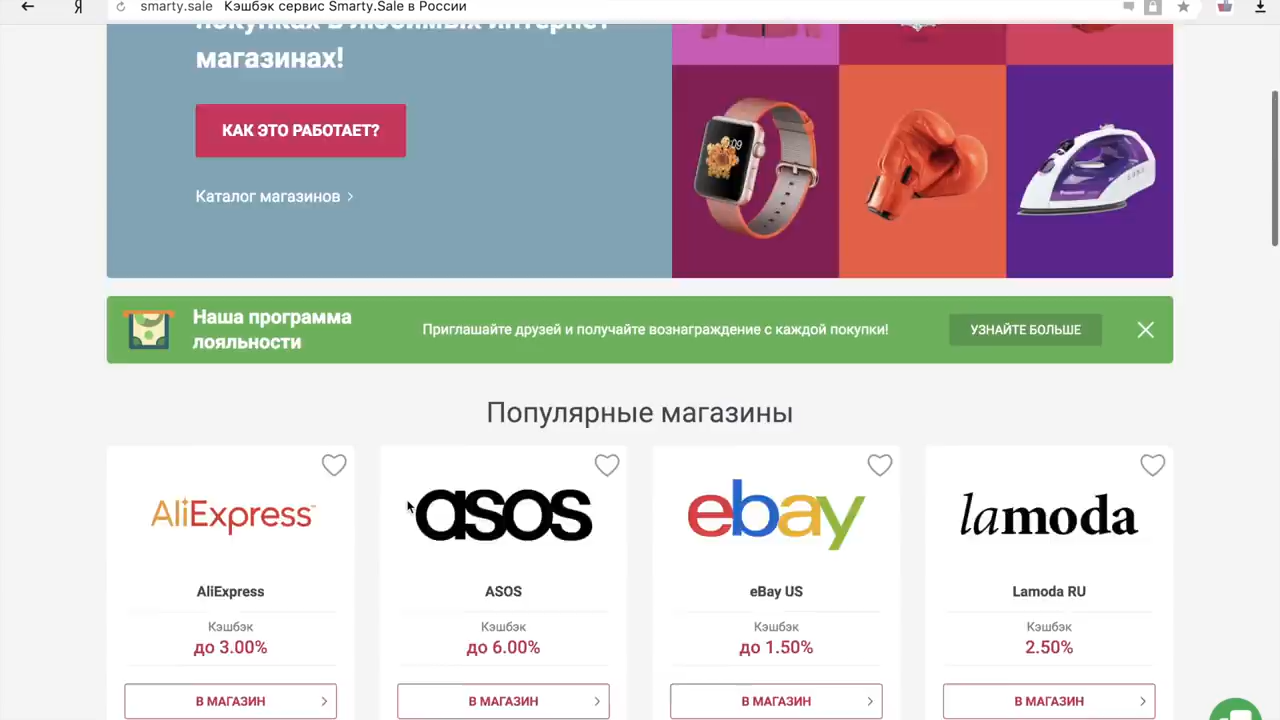 Я
smarty.sale Кэшбэк сервис Smarty.Sale в России
покупках в любимых интернет
магазинах!
КАК ЭТО РАБОТАЕТ?
Каталог магазинов
Наша программа
лояльности
Приглашайте друзей и получайте вознаграждение с каждой покупки!
УЗНАЙТЕ БОЛЬШЕ
Популярные магазины
AliExpress
asos
ebay
lamoda
AliExpress
ASOS
eBay US
Lamoda RU
Кэшбэк
Кэшбэк
Кэшбэк
Кэшбэк
до 3.00%
до 6.00%
до 1.50%
2.50%
В МАГАЗИН
В МАГАЗИН
В МАГАЗИН
В МАГАЗИН